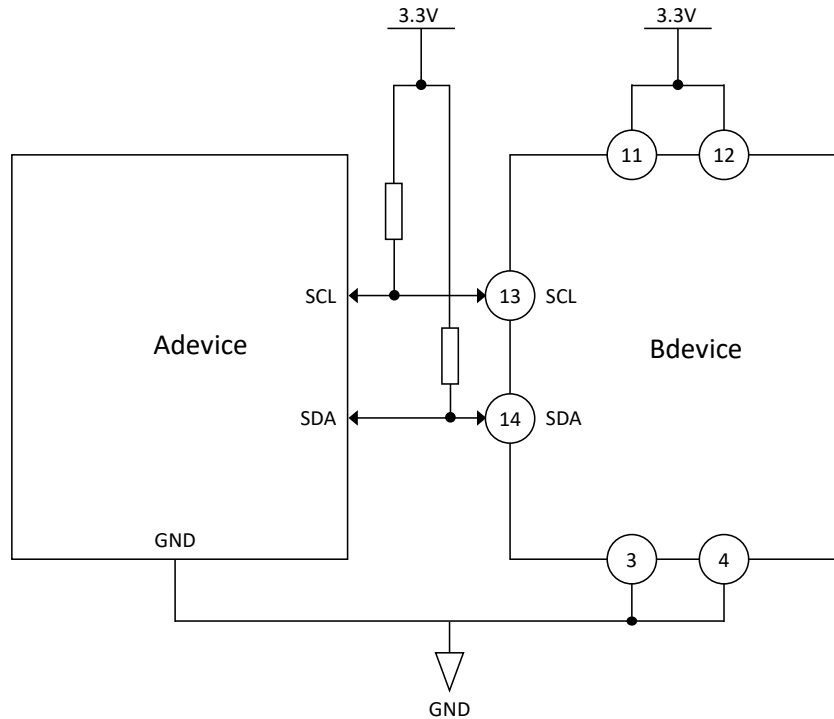 3.3V
3.3V
11
12
SCL
13
SCL
Adevice
Bdevice
SDA
14
SDA
GND
3
4
GND